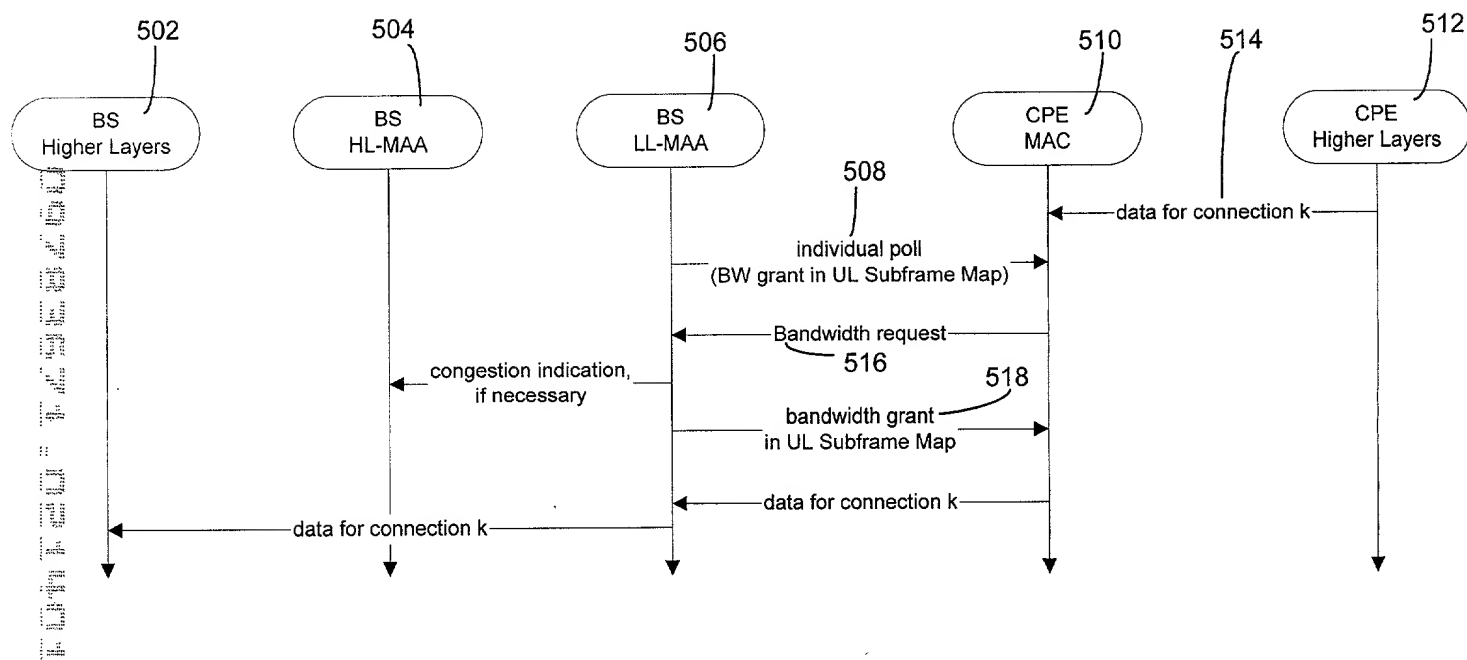 502
504
506
510
514
512
BS
Higher Layers
BS
HL-MAA
BS
LL-MAA
CPE
MAC
CPE
Higher Layers
508
data for connection k
individual poll
(BW grant in UL Subframe Map)
Bandwidth request
516
congestion indication,
if necessary
518
bandwidth grant
in UL Subframe Map
data for connection k
data for connection k